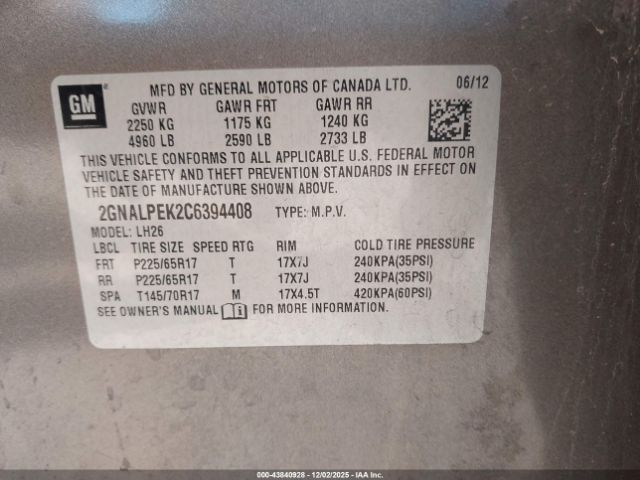 GM
MFD BY GENERAL MOTORS OF CANADA LTD. 06/12
GVWR GAWR FRT GAWR RR
2250 KG 1175 KG 1240 KG
4960 LB 2590 LB 2733 LB
THIS VEHICLE CONFORMS TO ALL APPLICABLE U.S. FEDERAL MOTOR
VEHICLE SAFETY AND THEFT PREVENTION STANDARDS IN EFFECT ON
THE DATE OF MANUFACTURE SHOWN ABOVE.
2GNALPEK2C6394408 TYPE: M.P.V.
MODEL: LH26
LBCL TIRE SIZE SPEED RTG RIM COLD TIRE PRESSURE
FRT P225/65R17 T 17X7J 240KPA(35PSI)
RR P225/65R17 T 17X7J 240KPA(35PSI)
SPA T145/70R17 M 17X4.5T 420KPA(60PSI)
SEE OWNER'S MANUAL FOR MORE INFORMATION.
000-43840928 - 12/02/2025 - IAA Inc.